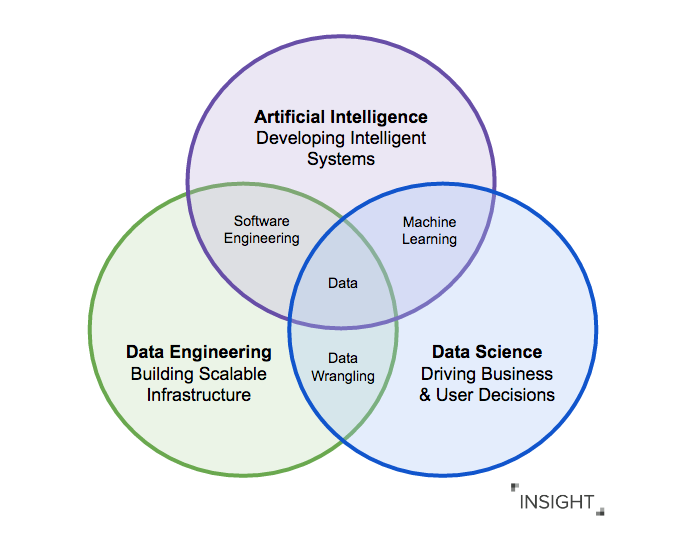 Artificial Intelligence
Developing Intelligent
Systems
Software
Engineering
Machine
Learning
Data
Data Engineering
Building Scalable
Infrastructure
Data
Wrangling
Data Science
Driving Business
& User Decisions
INSIGHT